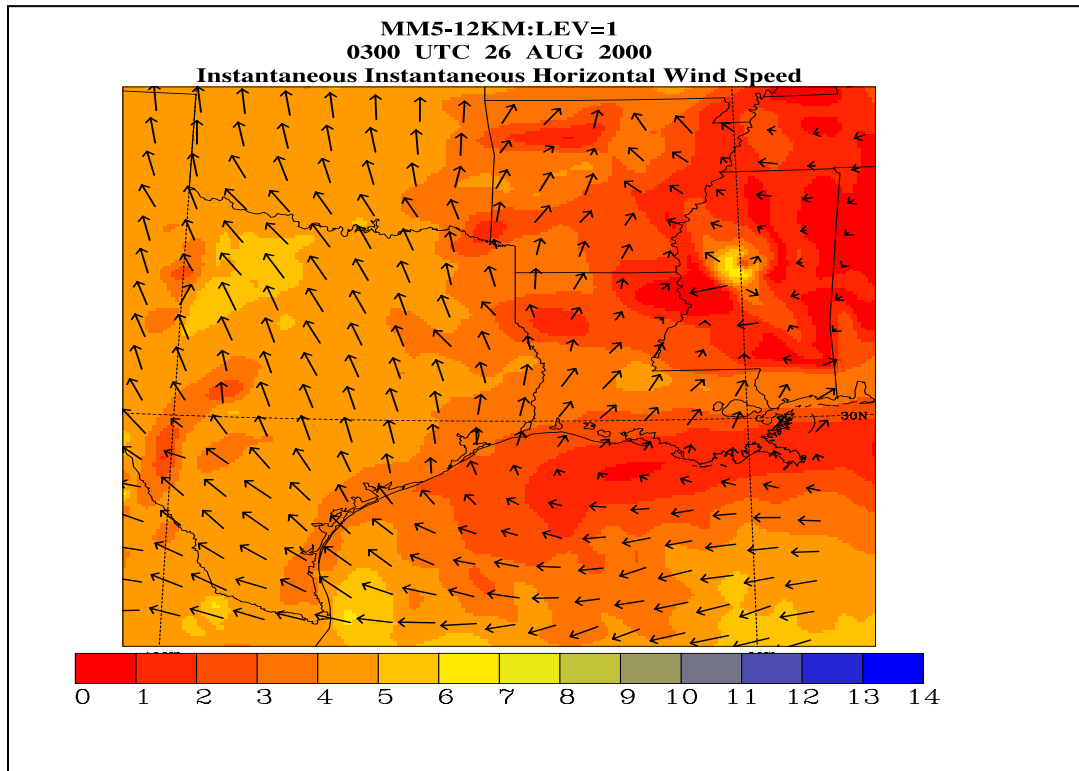 MM5-12KM:LEV=1
0300 UTC 26 AUG 2000
Instantaneous Instantaneous Horizontal Wind Speed
30N
0 1 2 3 4 5 6 7 8 9 10 11 12 13 14